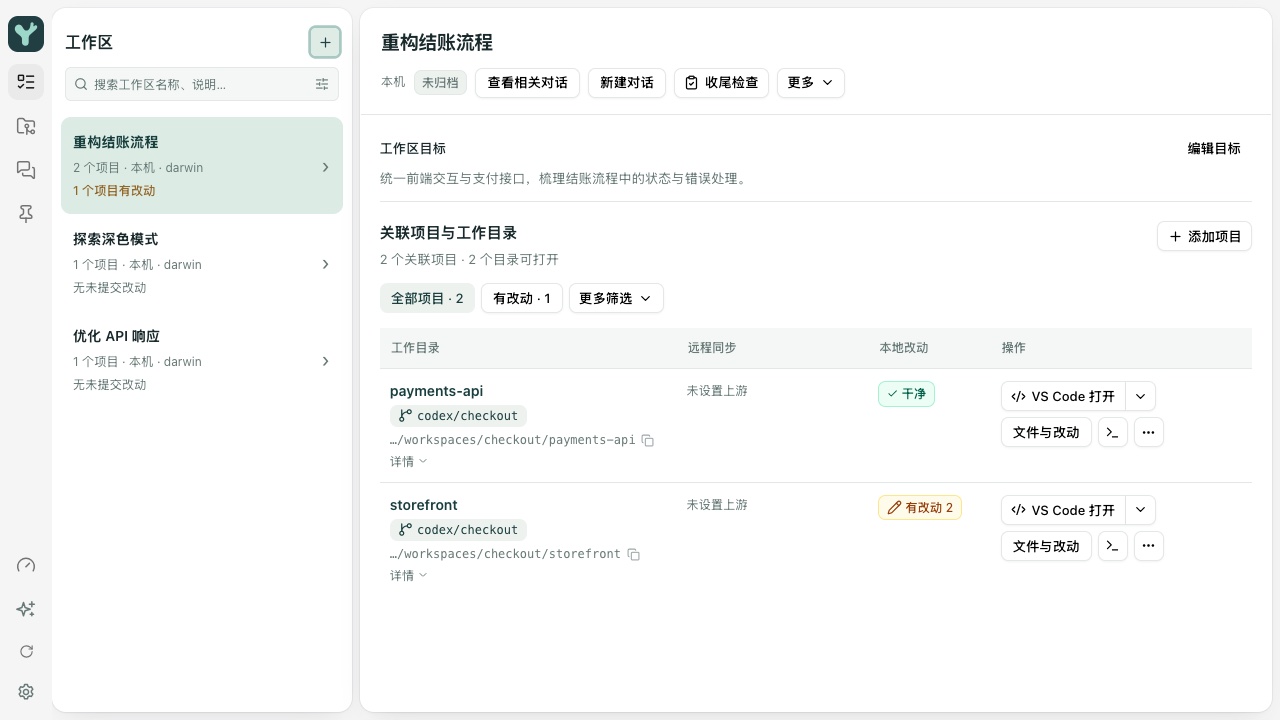 工作区
搜索工作区名称、说明...
重构结账流程
2 个项目 · 本机 · darwin
1 个项目有改动
探索深色模式
1 个项目 · 本机 · darwin
无未提交改动
优化 API 响应
1 个项目 · 本机 · darwin
无未提交改动
重构结账流程
本机 未归档 查看相关对话 新建对话 收尾检查 更多
工作区目标 编辑目标
统一前端交互与支付接口，梳理结账流程中的状态与错误处理。
关联项目与工作目录 添加项目
2 个关联项目 · 2 个目录可打开
全部项目 · 2 有改动 · 1 更多筛选
工作目录 远程同步 本地改动 操作
payments-api 未设置上游 干净 VS Code 打开
codex/checkout
…/workspaces/checkout/payments-api 文件与改动
详情
storefront 未设置上游 有改动 2 VS Code 打开
codex/checkout
…/workspaces/checkout/storefront 文件与改动
详情